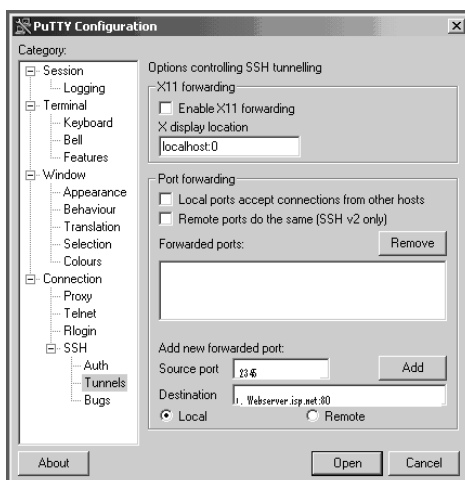 PuTTY Configuration
Category:
Session
Logging
Terminal
Keyboard
Bell
Features
Window
Appearance
Behaviour
Translation
Selection
Colours
Connection
Proxy
Telnet
Rlogin
SSH
Auth
Tunnels
Bugs
Options controlling SSH tunnelling
X11 forwarding
Enable X11 forwarding
X display location
localhost:0
Port forwarding
Local ports accept connections from other hosts
Remote ports do the same (SSH v2 only)
Forwarded ports:
Remove
Add new forwarded port:
Source port
2345
Add
Destination
Webserver.isp.net:80
Local
Remote
About
Open
Cancel